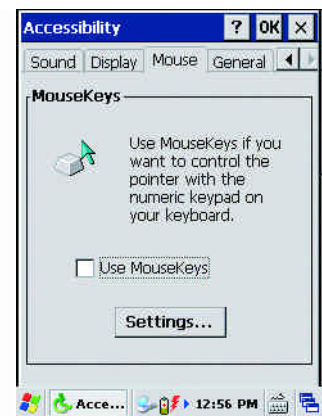 Accessibility ? OK ×
Sound Display Mouse General
MouseKeys
Use MouseKeys if you
want to control the
pointer with the
numeric keypad on
your keyboard.
Use MouseKeys
Settings...
Acce... 12:56 PM